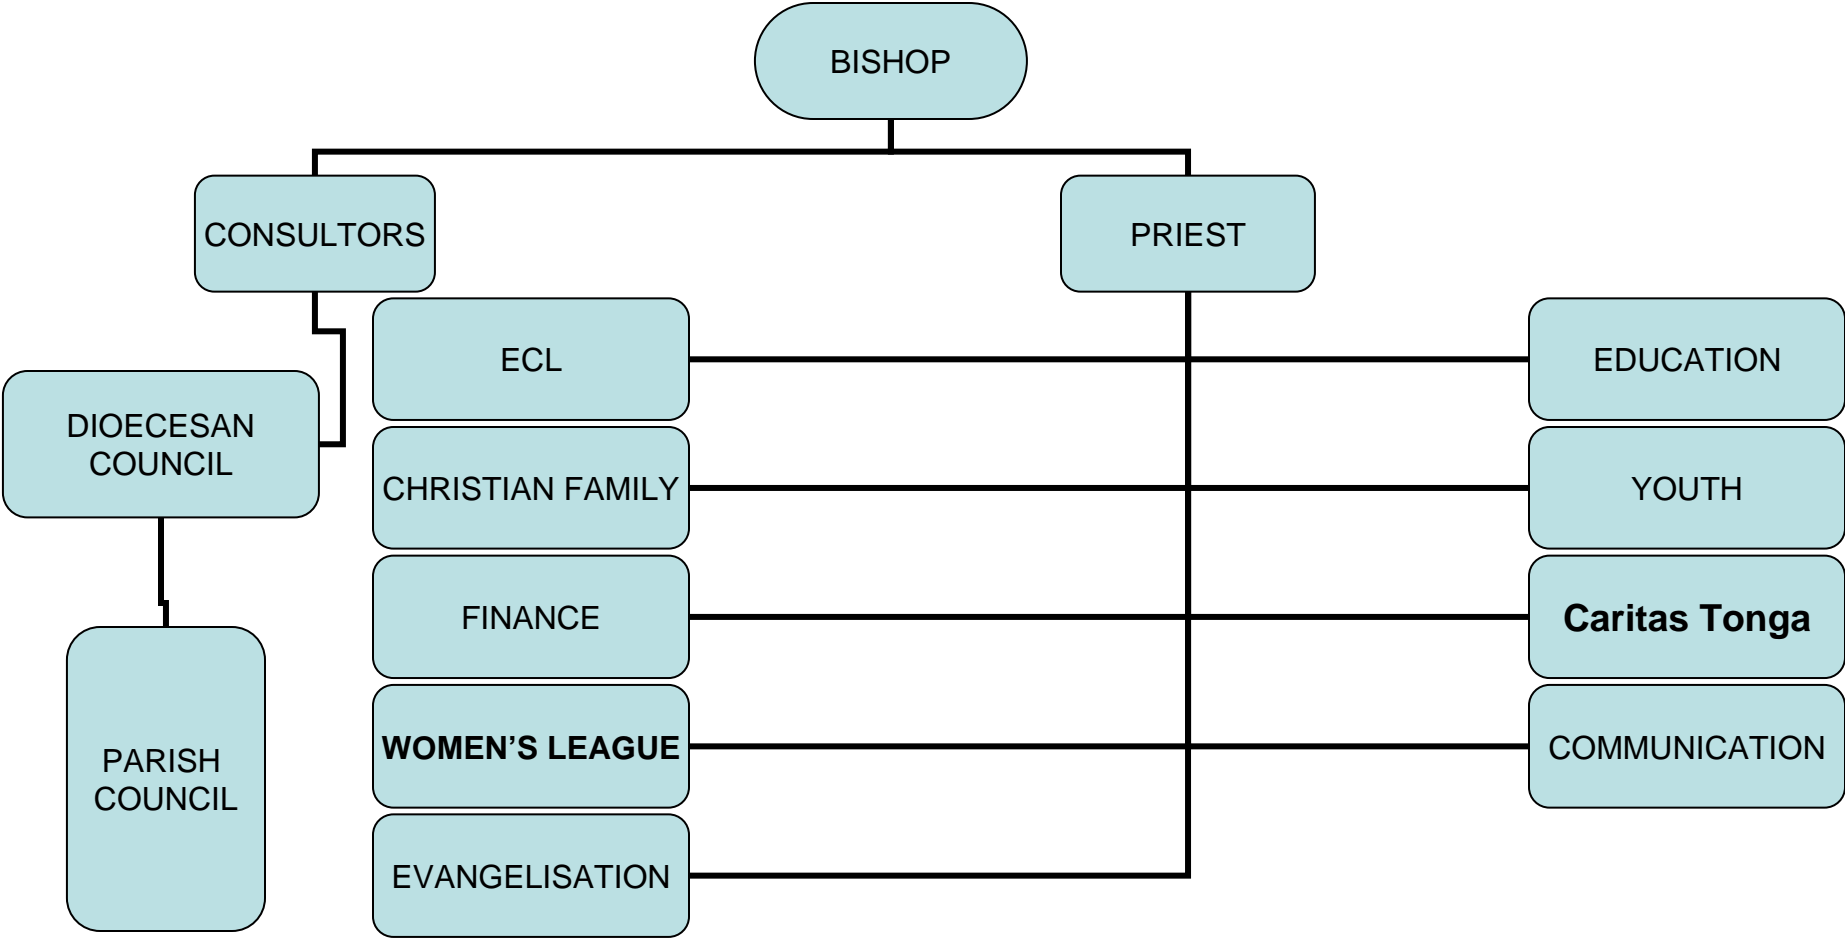 BISHOP
CONSULTORS
PRIEST
ECL
EDUCATION
DIOECESAN
COUNCIL
CHRISTIAN FAMILY
YOUTH
FINANCE
Caritas Tonga
WOMEN’S LEAGUE
COMMUNICATION
PARISH
COUNCIL
EVANGELISATION